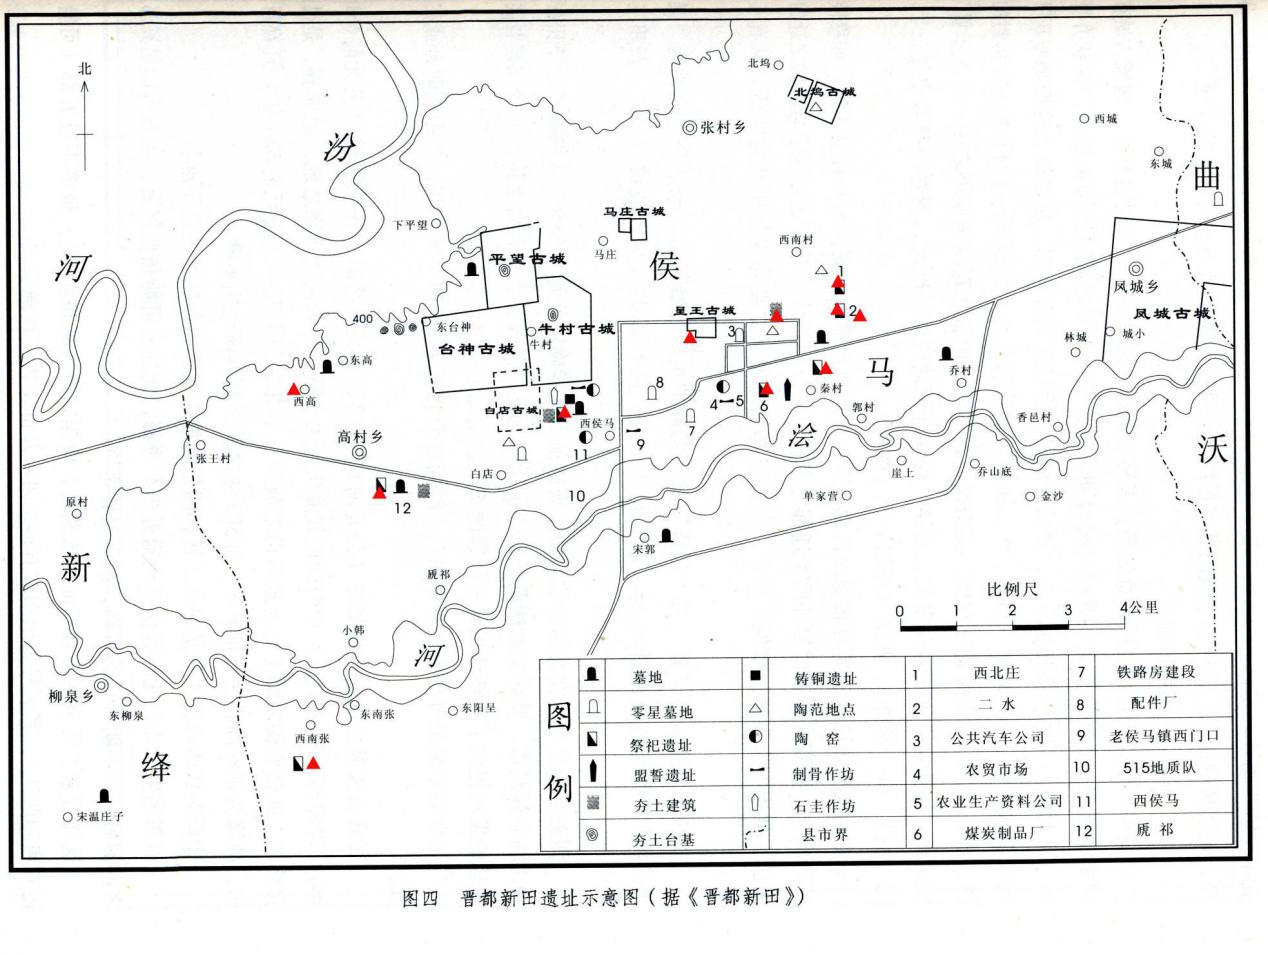 北
北坞
北坞古城
张村乡
西城
东城
曲
汾
河
下平望
平望古城
马庄古城
马庄
侯
西南村
1
凤城乡
凤城古城
城小
林城
400
东台神
台神古城
牛村古城
牛村
呈王古城
3
2
马
乔村
东高
西高
白店古城
8
4
5
6
秦村
郭村
香邑村
浍
沃
高村乡
张王村
西侯马
11
9
7
白店
10
崖上
乔山底
单家营
金沙
原村
12
新
宋郭
虒祁
比例尺
0 1 2 3 4公里
小韩
河
柳泉乡
东柳泉
东南张
东阳呈
西南张
绛
宋温庄子
图例
墓地 铸铜遗址 1 西北庄 7 铁路房建段
零星墓地 陶范地点 2 二水 8 配件厂
祭祀遗址 陶窑 3 公共汽车公司 9 老侯马镇西门口
盟誓遗址 制骨作坊 4 农贸市场 10 515地质队
夯土建筑 石圭作坊 5 农业生产资料公司 11 西侯马
夯土台基 县市界 6 煤炭制品厂 12 虒祁
图四 晋都新田遗址示意图(据《晋都新田》)